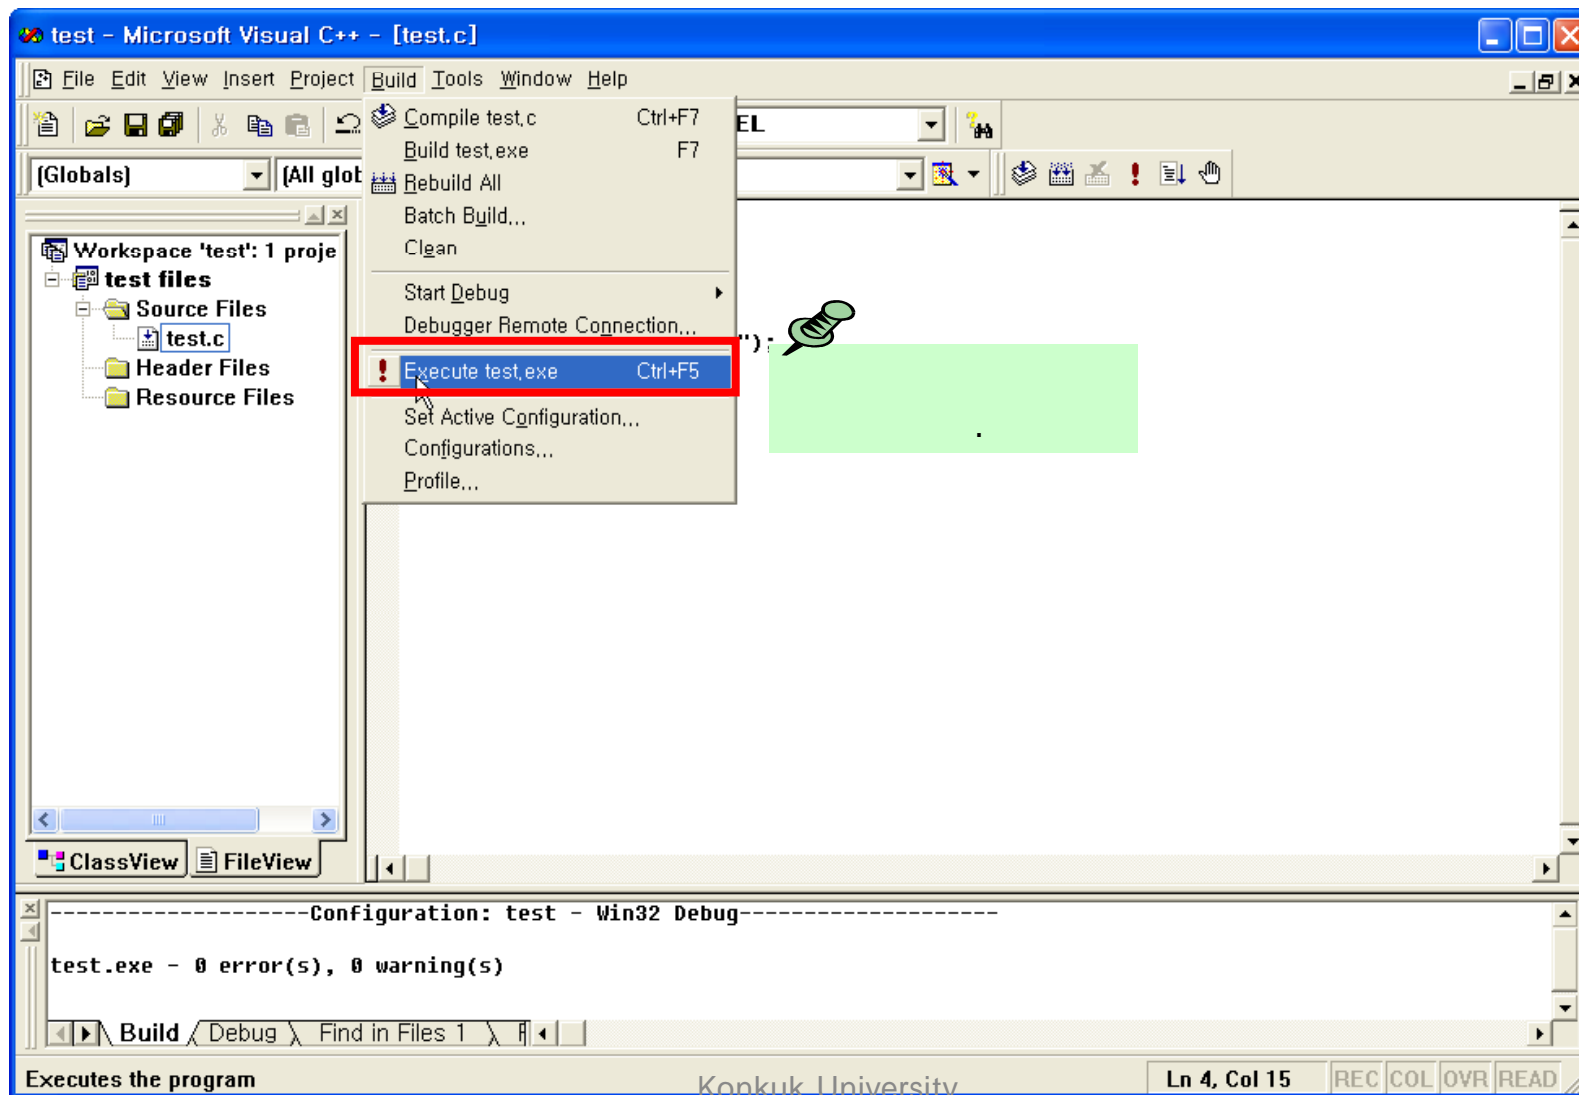 test - Microsoft Visual C++ - [test.c]
File Edit View Insert Project Build Tools Window Help
Compile test.c Ctrl+F7
EL
Build test.exe F7
(Globals) (All glob
Rebuild All
Batch Build...
Clean
Workspace 'test': 1 proje
test files
Source Files
test.c
Header Files
Resource Files
Start Debug
Debugger Remote Connection...
");
Execute test.exe Ctrl+F5
Set Active Configuration...
Configurations...
Profile...
.
ClassView FileView
--------------------Configuration: test - Win32 Debug--------------------
test.exe - 0 error(s), 0 warning(s)
Build Debug Find in Files 1
Executes the program
Konkuk University
Ln 4, Col 15 REC COL OVR READ